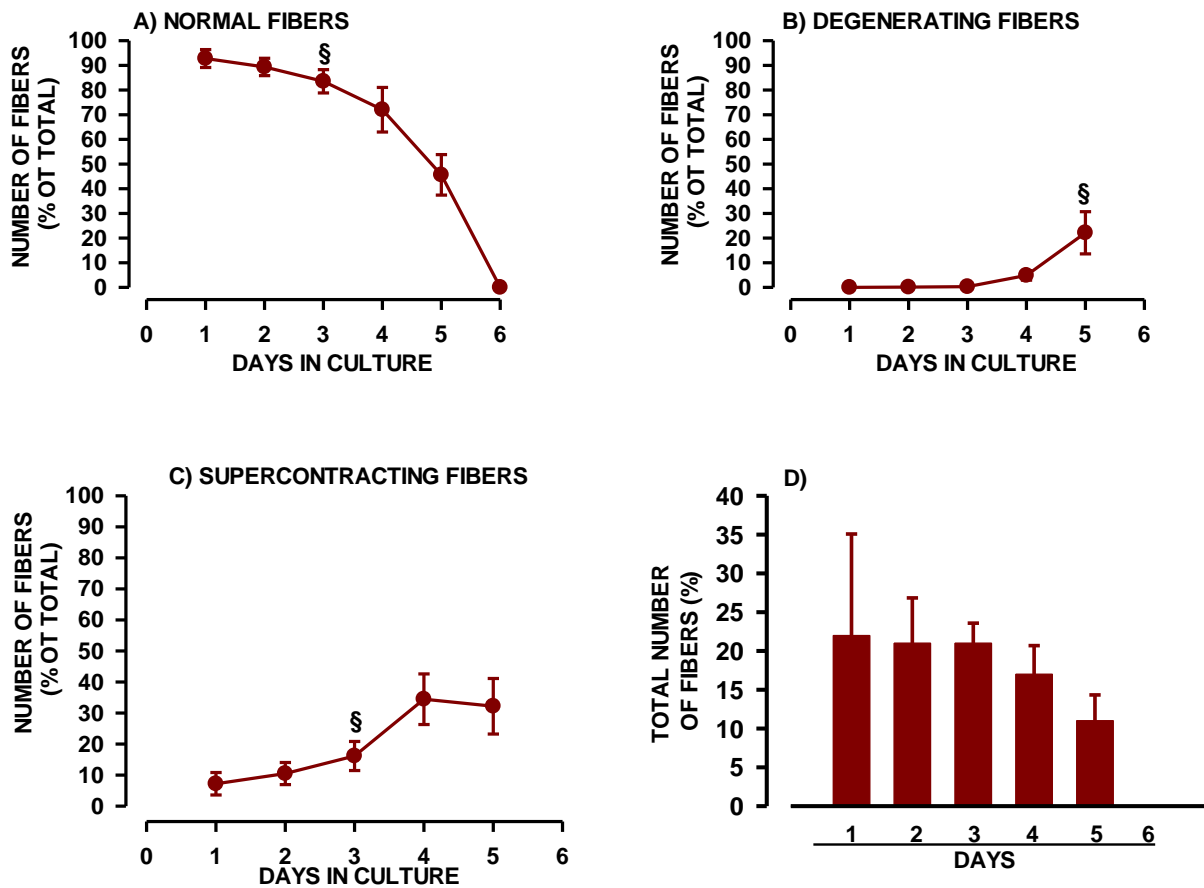 A) NORMAL FIBERS
NUMBER OF FIBERS
(% OT TOTAL)
100
90
80
70
60
50
40
30
20
10
0
§
0 1 2 3 4 5 6
DAYS IN CULTURE
B) DEGENERATING FIBERS
NUMBER OF FIBERS
(% OT TOTAL)
100
90
80
70
60
50
40
30
20
10
0
§
0 1 2 3 4 5 6
DAYS IN CULTURE
C) SUPERCONTRACTING FIBERS
NUMBER OF FIBERS
(% OT TOTAL)
100
90
80
70
60
50
40
30
20
10
0
§
0 1 2 3 4 5 6
DAYS IN CULTURE
D)
TOTAL NUMBER
OF FIBERS (%)
40
35
30
25
20
15
10
5
0
1 2 3 4 5 6
DAYS